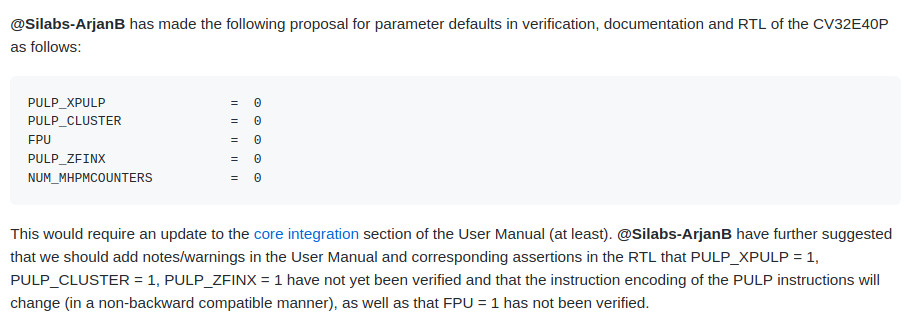 @Silabs-ArjanB has made the following proposal for parameter defaults in verification, documentation and RTL of the CV32E40P
as follows:
PULP_XPULP = 0
PULP_CLUSTER = 0
FPU = 0
PULP_ZFINX = 0
NUM_MHPMCOUNTERS = 0
This would require an update to the core integration section of the User Manual (at least). @Silabs-ArjanB have further suggested
that we should add notes/warnings in the User Manual and corresponding assertions in the RTL that PULP_XPULP = 1,
PULP_CLUSTER = 1, PULP_ZFINX = 1 have not yet been verified and that the instruction encoding of the PULP instructions will
change (in a non-backward compatible manner), as well as that FPU = 1 has not been verified.